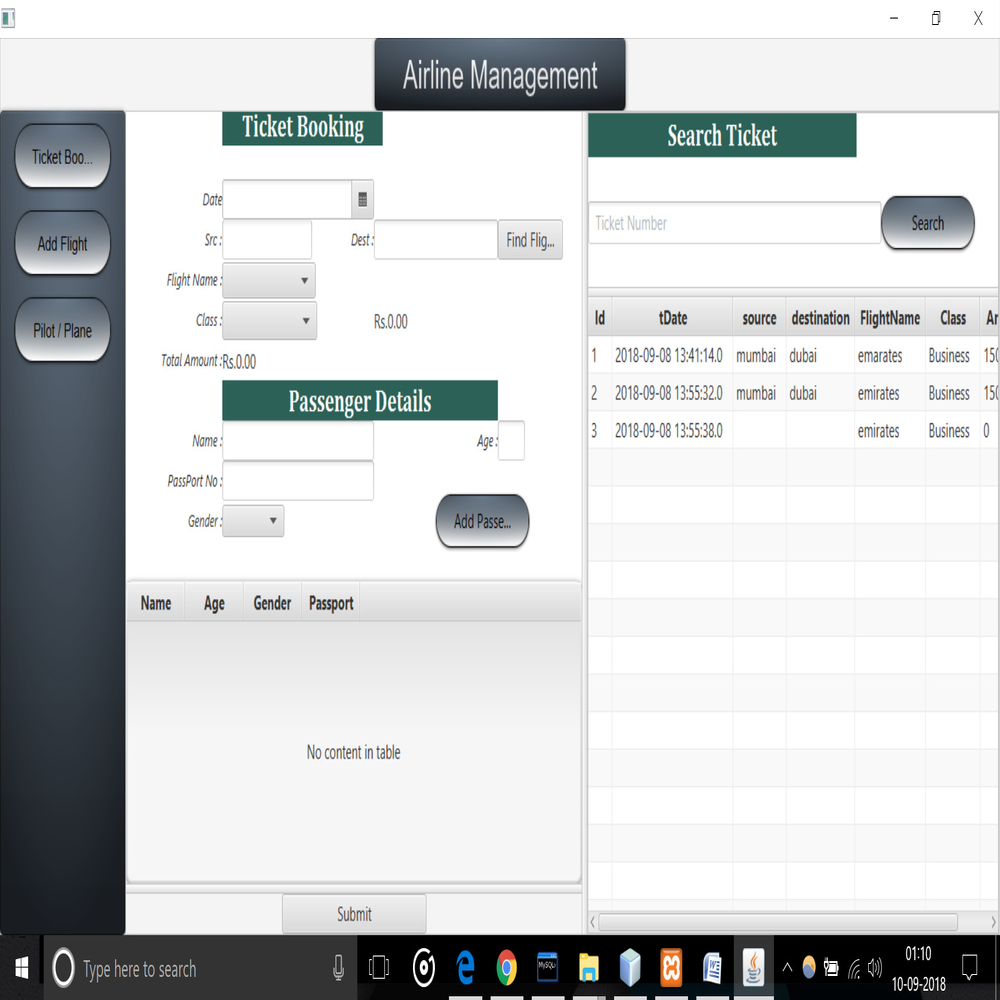 Airline Management
Ticket Boo...
Add Flight
Pilot / Plane
Ticket Booking
Date
Src :
Dest :
Find Flig...
Flight Name :
Class :
Rs.0.00
Total Amount : Rs.0.00
Passenger Details
Name :
Age :
PassPort No :
Gender :
Add Passe...
Name Age Gender Passport
No content in table
Submit
Search Ticket
Ticket Number
Search
Id tDate source destination FlightName Class Ar
1 2018-09-08 13:41:14.0 mumbai dubai emarates Business 150
2 2018-09-08 13:55:32.0 mumbai dubai emirates Business 150
3 2018-09-08 13:55:38.0 emirates Business 0
Type here to search
MySQL
01:10
10-09-2018